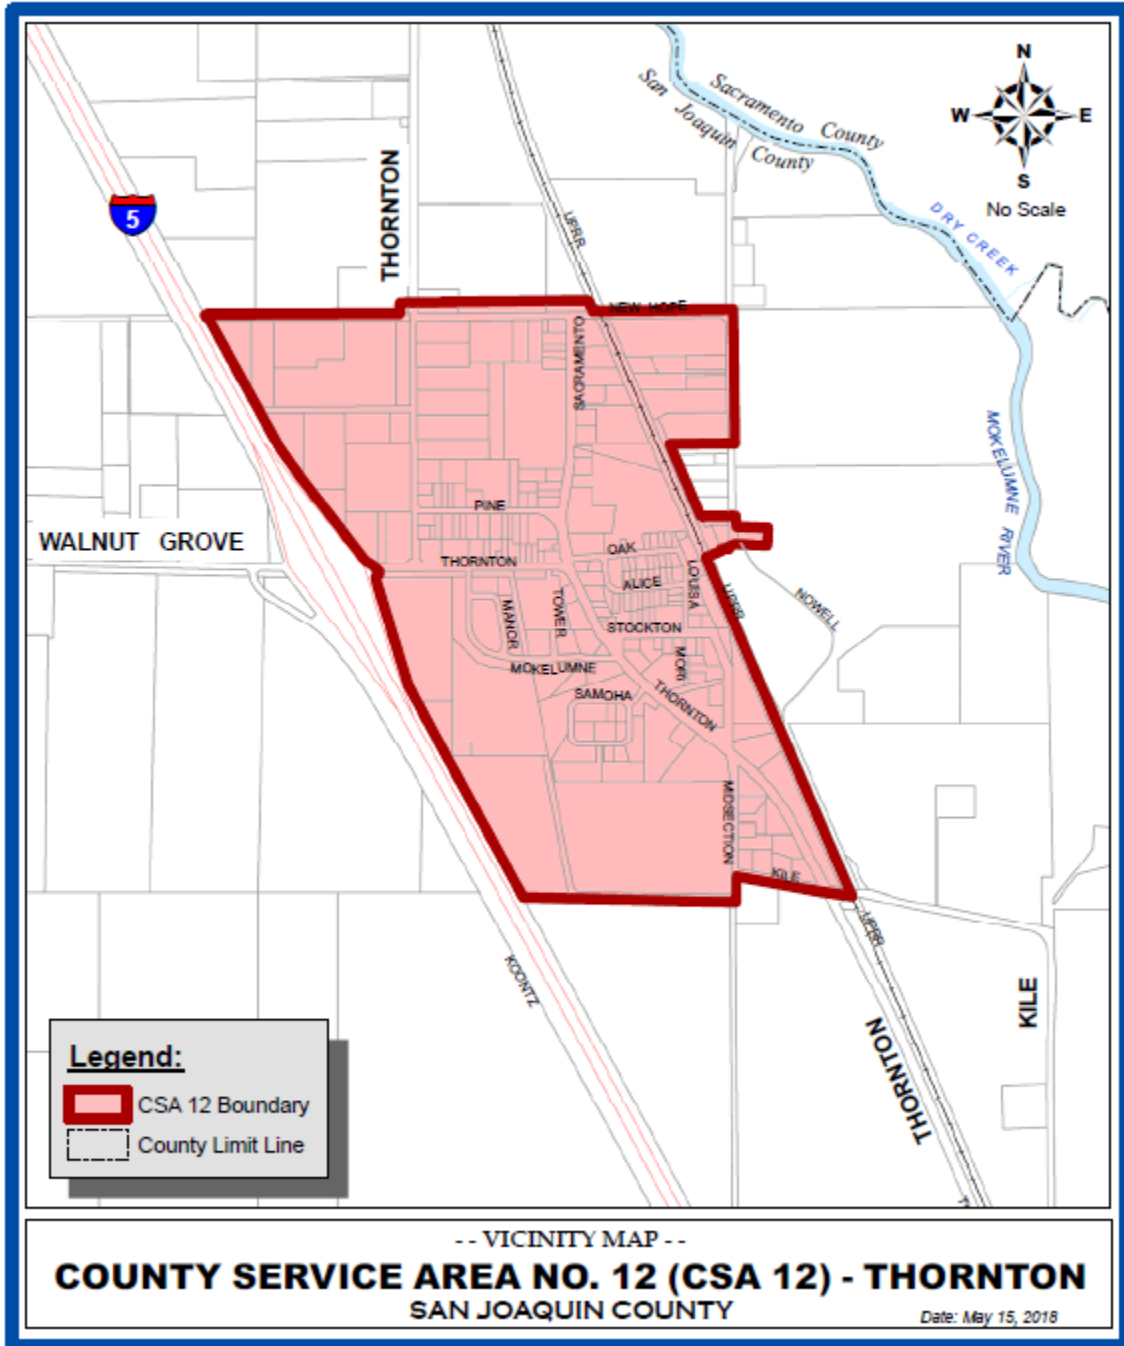 N
W
E
S
No Scale
Sacramento County
San Joaquin County
DRY CREEK
5
THORNTON
UPRR
NEW HOPE
SACRAMENTO
MOKELUMNE RIVER
WALNUT GROVE
PINE
THORNTON
OAK
ALICE
LOUISA
UPRR
NOWELL
MANOR
TOWER
STOCKTON
MOKELUMNE
MORI
SAMOHA
THORNTON
MIDSECTION
KILE
UPRR
KOONTZ
KILE
THORNTON
Legend:
CSA 12 Boundary
County Limit Line
- - VICINITY MAP - -
COUNTY SERVICE AREA NO. 12 (CSA 12) - THORNTON
SAN JOAQUIN COUNTY
Date: May 15, 2018